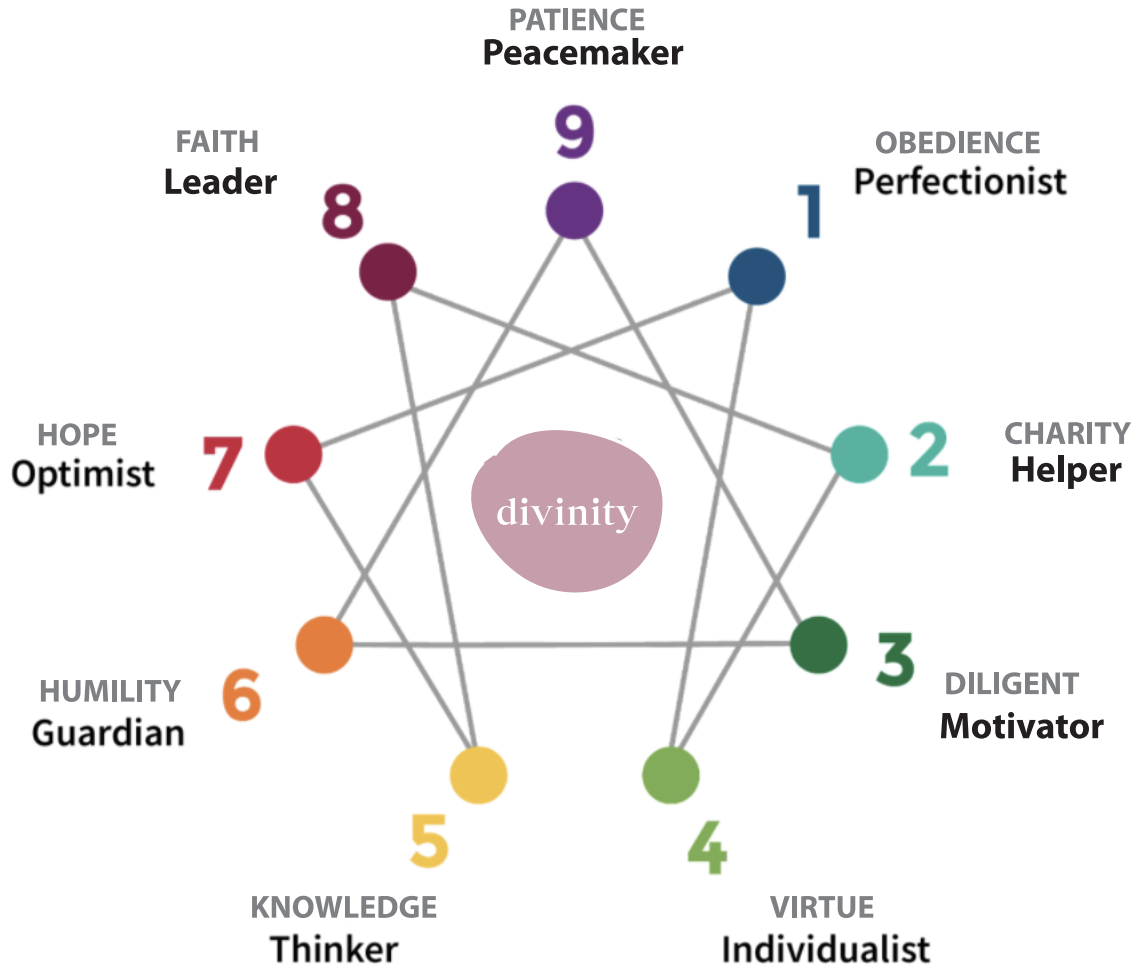 PATIENCE
Peacemaker
9
OBEDIENCE
Perfectionist
1
CHARITY
Helper
2
DILIGENT
Motivator
3
VIRTUE
Individualist
4
KNOWLEDGE
Thinker
5
HUMILITY
Guardian
6
HOPE
Optimist
7
FAITH
Leader
8
divinity